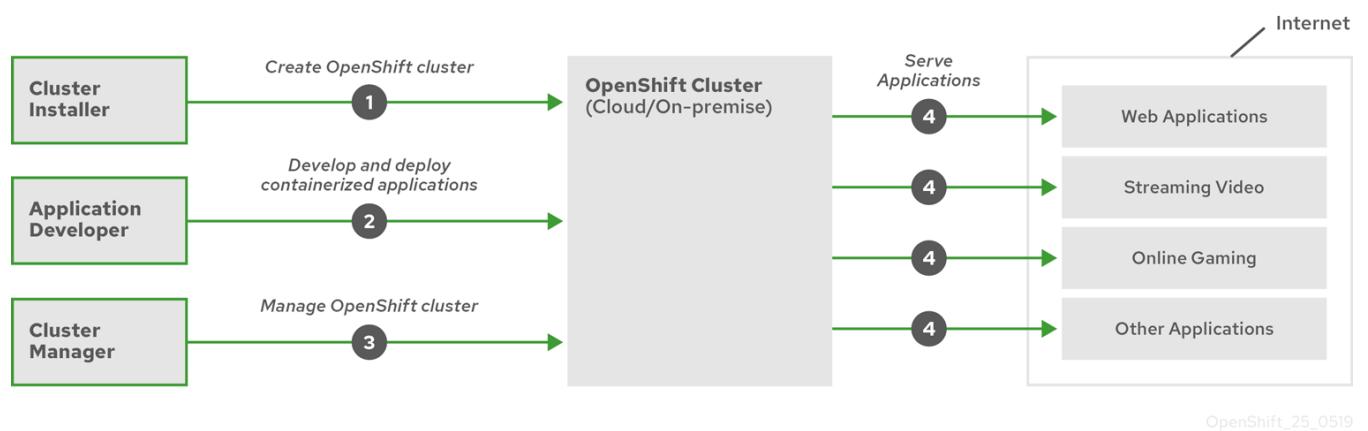 Internet
Cluster
Installer
Create OpenShift cluster
1
OpenShift Cluster
(Cloud/On-premise)
Serve
Applications
4
Web Applications
Application
Developer
Develop and deploy
containerized applications
2
4
Streaming Video
4
Online Gaming
Cluster
Manager
Manage OpenShift cluster
3
4
Other Applications
OpenShift_25_0519